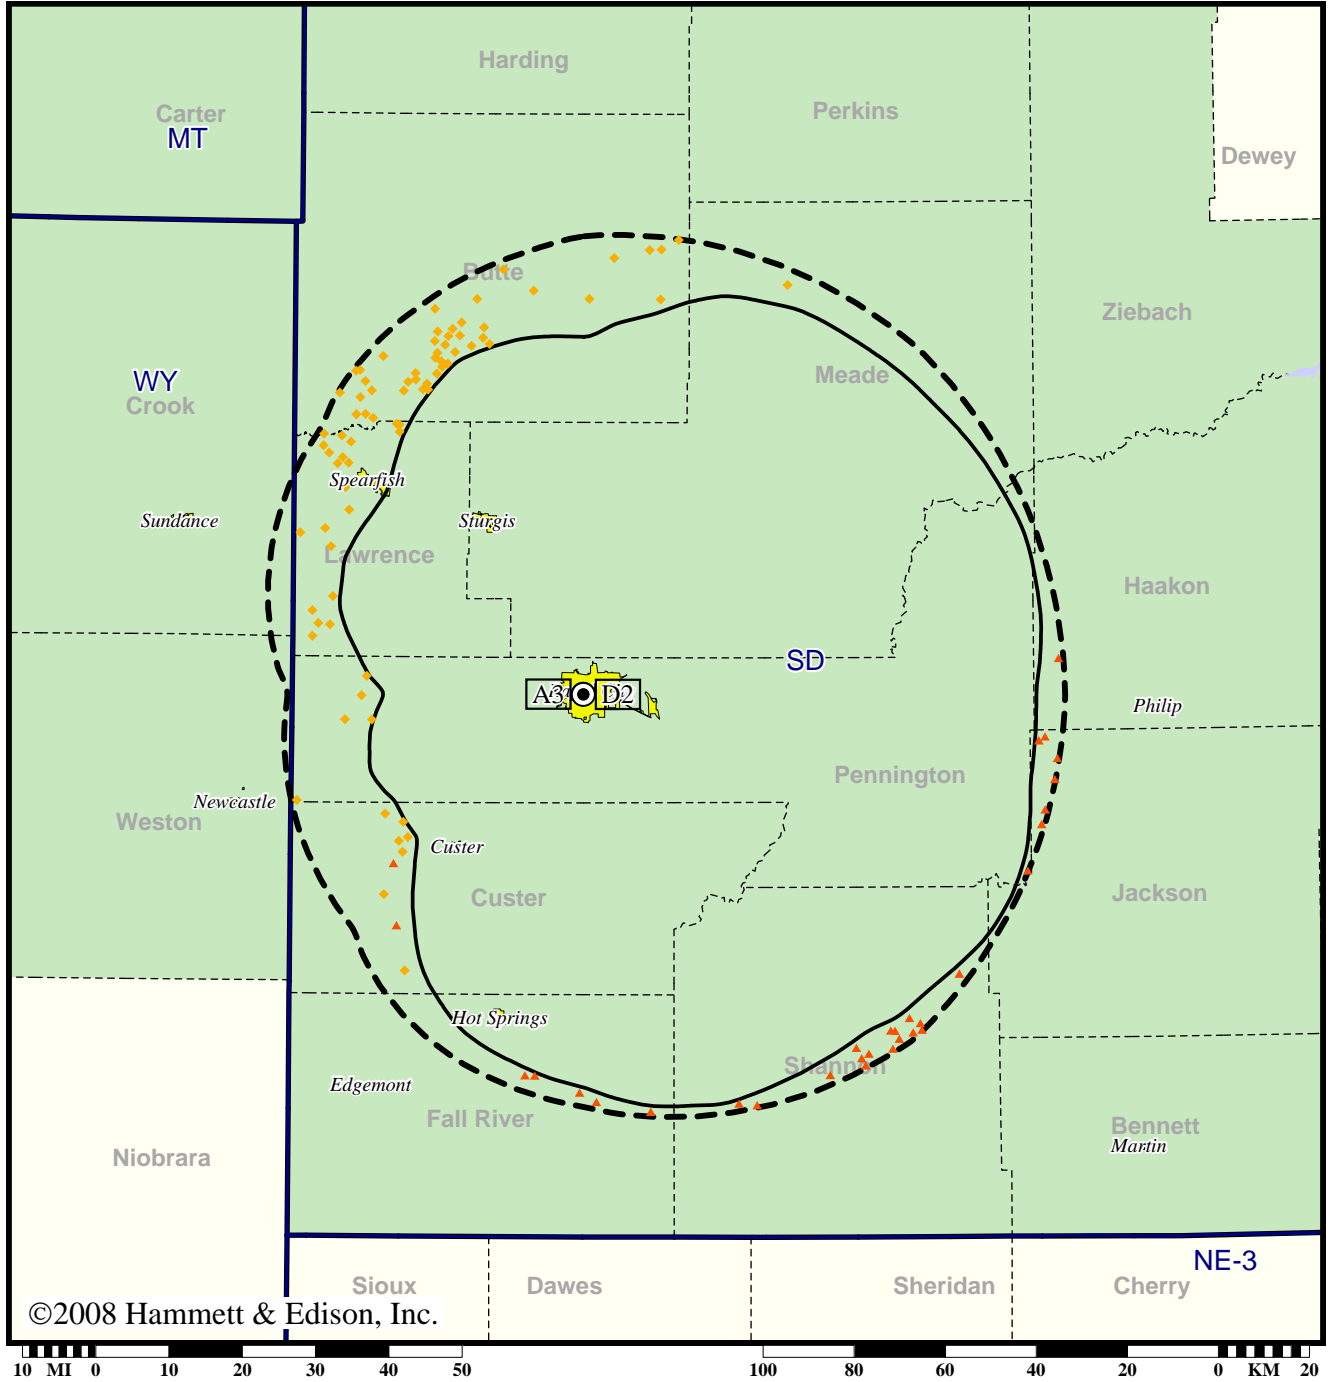 Harding
Carter
MT
Perkins
Dewey
Butte
Ziebach
WY
Crook
Meade
Spearfish
Sundance
Sturgis
Lawrence
Haakon
SD
A3
D2
Philip
Pennington
Newcastle
Weston
Custer
Custer
Jackson
Hot Springs
Shannon
Edgemont
Fall River
Bennett
Martin
Niobrara
NE-3
Sioux
Dawes
Sheridan
Cherry
©2008 Hammett & Edison, Inc.
10 MI 0 10 20 30 40 50 100 80 60 40 20 0 KM 20